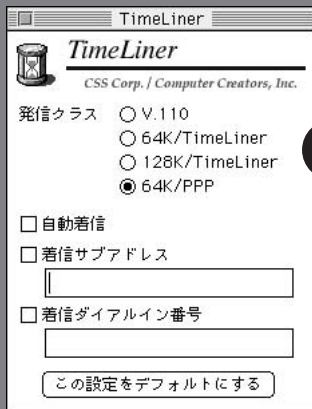 TimeLiner
TimeLiner
CSS Corp. / Computer Creators, Inc.
発信クラス
V.110
64K/TimeLiner
128K/TimeLiner
64K/PPP
自動着信
着信サブアドレス
着信ダイアルイン番号
この設定をデフォルトにする